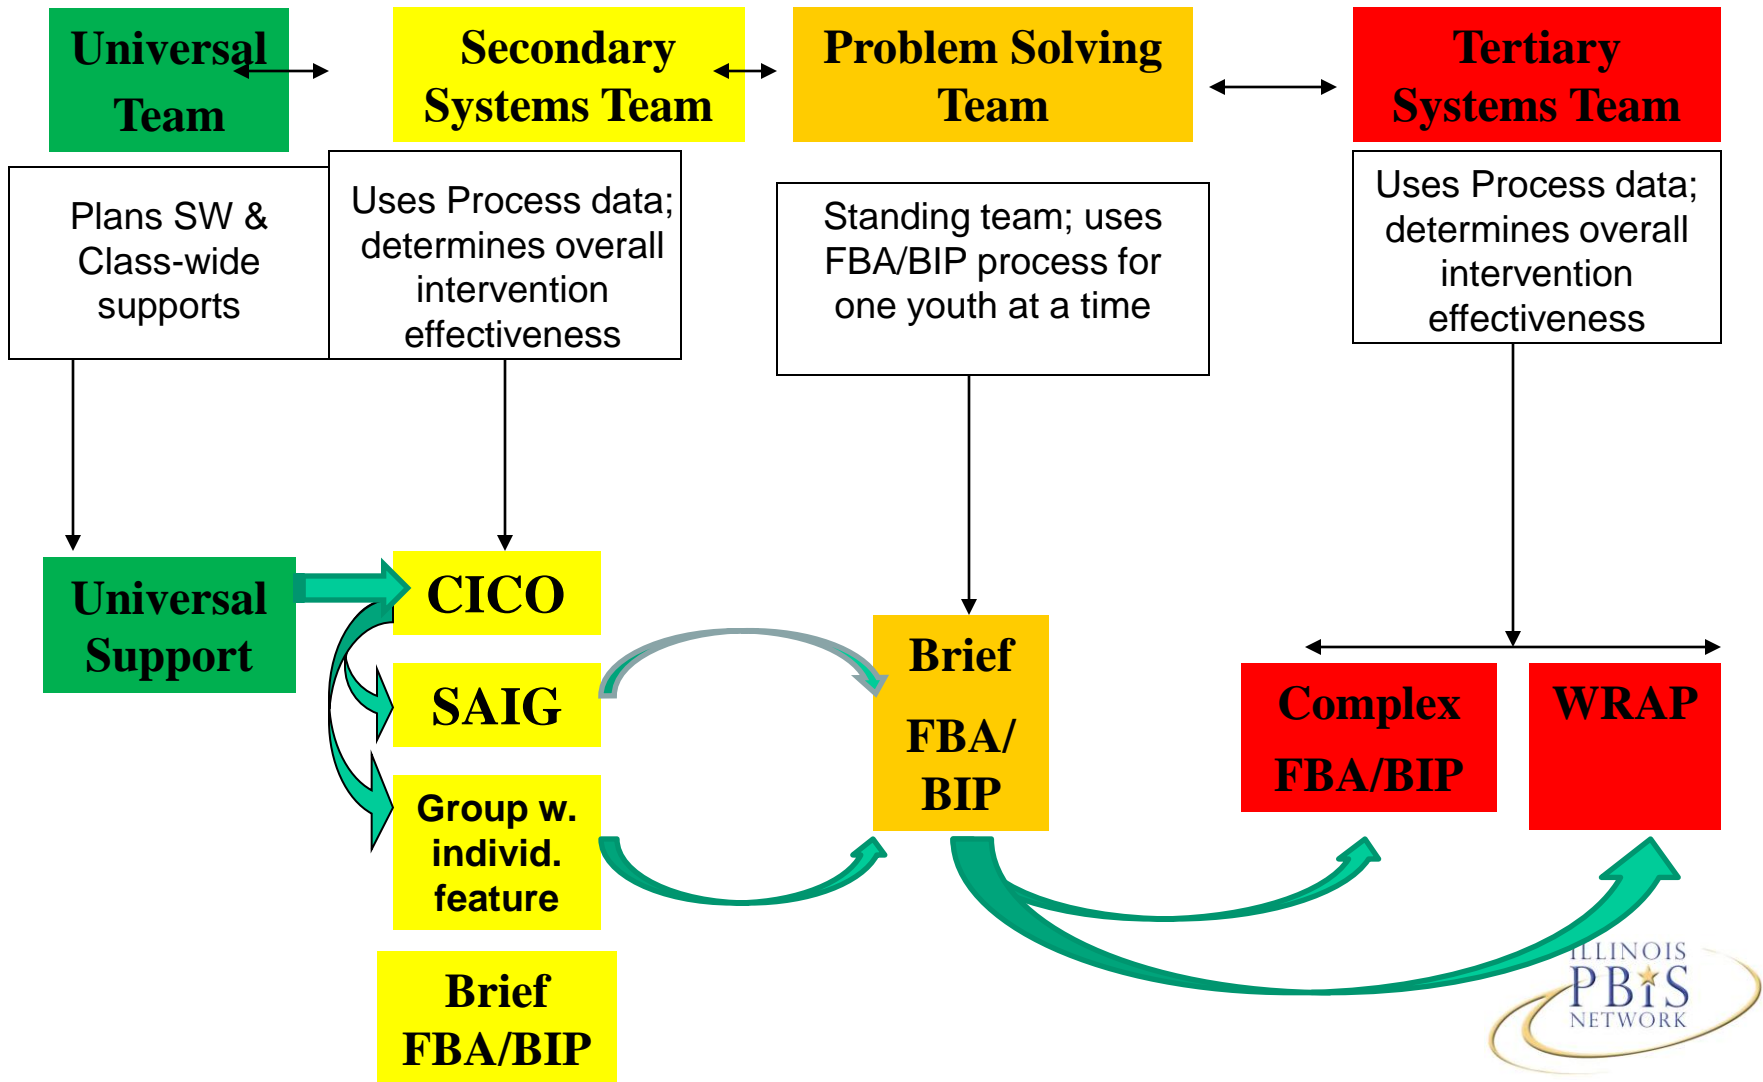 Universal
Team
Secondary
Systems Team
Problem Solving
Team
Tertiary
Systems Team
Plans SW &
Class-wide
supports
Uses Process data;
determines overall
intervention
effectiveness
Standing team; uses
FBA/BIP process for
one youth at a time
Uses Process data;
determines overall
intervention
effectiveness
Universal
Support
CICO
SAIG
Group w.
individ.
feature
Brief
FBA/BIP
Brief
FBA/
BIP
Complex
FBA/BIP
WRAP
ILLINOIS
PBIS
NETWORK